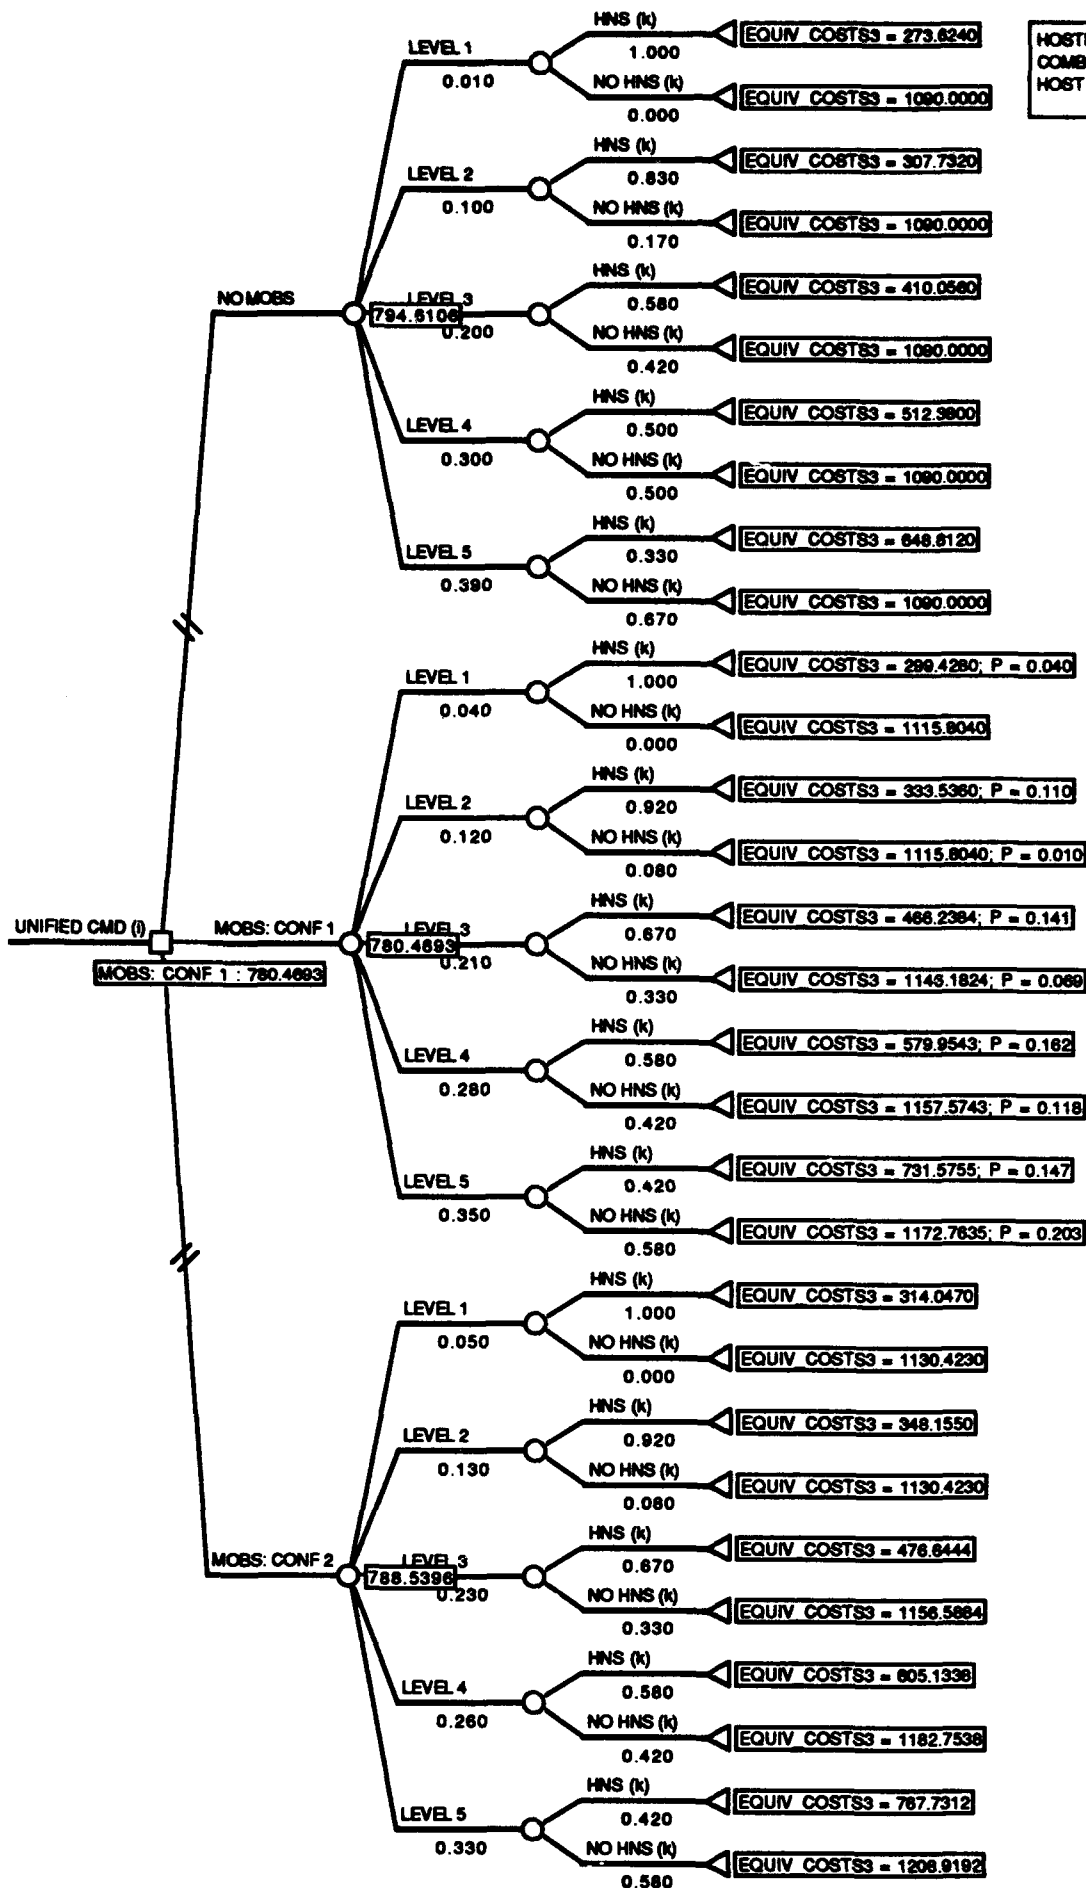 HNS (k)
EQUIV COSTS3 = 273.6240
LEVEL 1
1.000
0.010
NO HNS (k)
EQUIV COSTS3 = 1090.0000
0.000
HOST
COMB
HOST
HNS (k)
EQUIV COSTS3 = 307.7320
LEVEL 2
0.830
0.100
NO HNS (k)
EQUIV COSTS3 = 1090.0000
0.170
NO MOBS
794.6106
HNS (k)
EQUIV COSTS3 = 410.0560
LEVEL 3
0.580
0.200
NO HNS (k)
EQUIV COSTS3 = 1090.0000
0.420
HNS (k)
EQUIV COSTS3 = 512.3800
LEVEL 4
0.500
0.300
NO HNS (k)
EQUIV COSTS3 = 1090.0000
0.500
HNS (k)
EQUIV COSTS3 = 648.8120
LEVEL 5
0.330
0.390
NO HNS (k)
EQUIV COSTS3 = 1090.0000
0.670
HNS (k)
EQUIV COSTS3 = 299.4280; P = 0.040
LEVEL 1
1.000
0.040
NO HNS (k)
EQUIV COSTS3 = 1115.8040
0.000
HNS (k)
EQUIV COSTS3 = 333.5360; P = 0.110
LEVEL 2
0.920
0.120
NO HNS (k)
EQUIV COSTS3 = 1115.8040; P = 0.010
0.080
UNIFIED CMD (i)
MOBS: CONF 1 : 780.4693
MOBS: CONF 1
780.4693
HNS (k)
EQUIV COSTS3 = 466.2384; P = 0.141
LEVEL 3
0.670
0.210
NO HNS (k)
EQUIV COSTS3 = 1146.1824; P = 0.069
0.330
HNS (k)
EQUIV COSTS3 = 579.9543; P = 0.162
LEVEL 4
0.580
0.280
NO HNS (k)
EQUIV COSTS3 = 1157.5743; P = 0.118
0.420
HNS (k)
EQUIV COSTS3 = 731.5755; P = 0.147
LEVEL 5
0.420
0.350
NO HNS (k)
EQUIV COSTS3 = 1172.7635; P = 0.203
0.580
HNS (k)
EQUIV COSTS3 = 314.0470
LEVEL 1
1.000
0.050
NO HNS (k)
EQUIV COSTS3 = 1130.4230
0.000
HNS (k)
EQUIV COSTS3 = 348.1550
LEVEL 2
0.920
0.130
NO HNS (k)
EQUIV COSTS3 = 1130.4230
0.080
MOBS: CONF 2
788.5396
HNS (k)
EQUIV COSTS3 = 476.6444
LEVEL 3
0.670
0.230
NO HNS (k)
EQUIV COSTS3 = 1156.5884
0.330
HNS (k)
EQUIV COSTS3 = 605.1338
LEVEL 4
0.580
0.260
NO HNS (k)
EQUIV COSTS3 = 1182.7538
0.420
HNS (k)
EQUIV COSTS3 = 767.7312
LEVEL 5
0.420
0.330
NO HNS (k)
EQUIV COSTS3 = 1208.9192
0.580